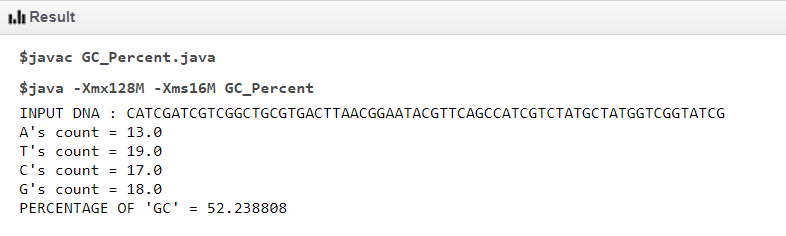 Result
$javac GC_Percent.java
$java -Xmx128M -Xms16M GC_Percent
INPUT DNA : CATCGATCGTCGGCTGCGTGACTTAACGGAATACGTTCAGCCATCGTCTATGCTATGGTCGGTATCG
A's count = 13.0
T's count = 19.0
C's count = 17.0
G's count = 18.0
PERCENTAGE OF 'GC' = 52.238808